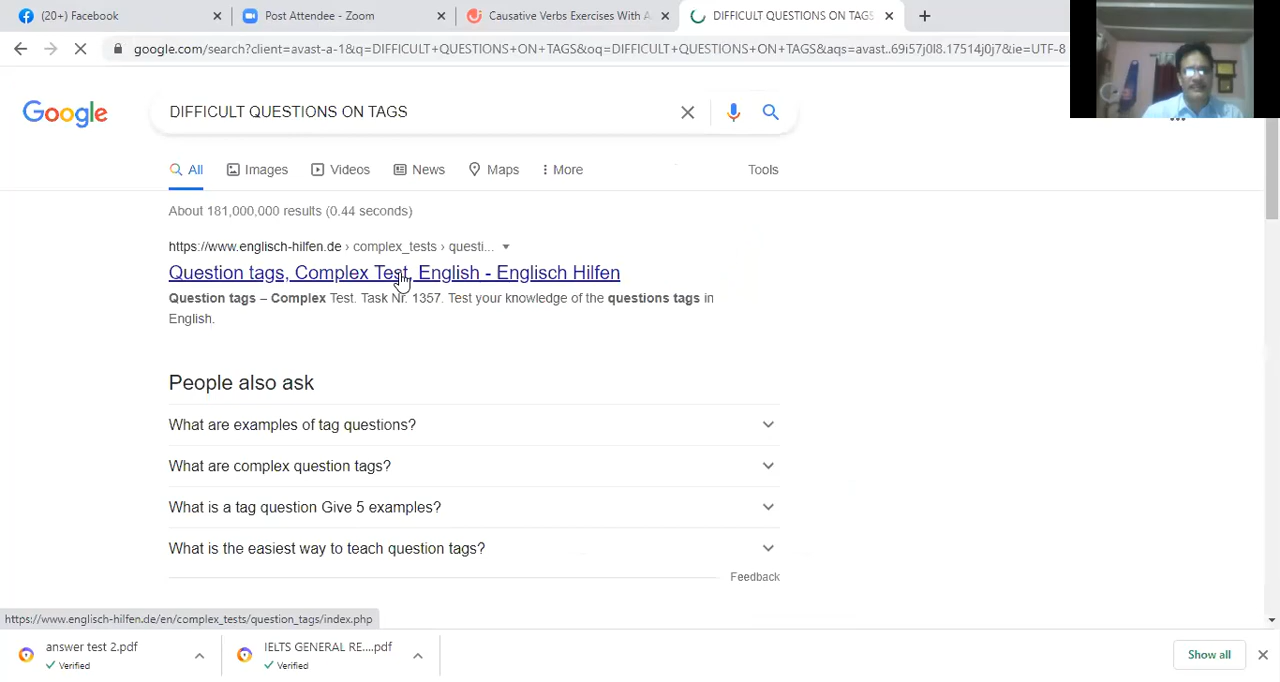 (20+) Facebook
Post Attendee - Zoom
Causative Verbs Exercises With A
DIFFICULT QUESTIONS ON TAGS
google.com/search?client=avast-a-1&q=DIFFICULT+QUESTIONS+ON+TAGS&oq=DIFFICULT+QUESTIONS+ON+TAGS&aqs=avast..69i57j0l8.17514j0j7&ie=UTF-8
Google
DIFFICULT QUESTIONS ON TAGS
All
Images
Videos
News
Maps
More
Tools
About 181,000,000 results (0.44 seconds)
https://www.englisch-hilfen.de › complex_tests › questi...
Question tags, Complex Test, English - Englisch Hilfen
Question tags – Complex Test. Task Nr. 1357. Test your knowledge of the questions tags in
English.
People also ask
What are examples of tag questions?
What are complex question tags?
What is a tag question Give 5 examples?
What is the easiest way to teach question tags?
Feedback
https://www.englisch-hilfen.de/en/complex_tests/question_tags/index.php
answer test 2.pdf
Verified
IELTS GENERAL RE....pdf
Verified
Show all